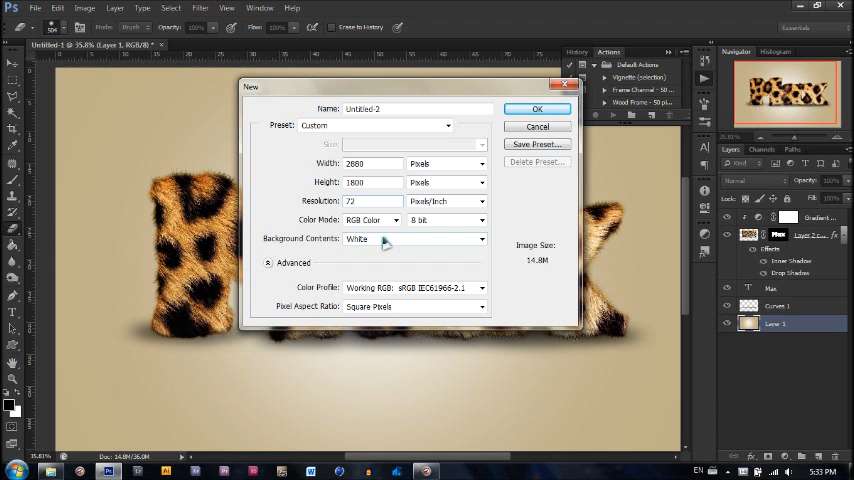 Ps File Edit Image Layer Type Select Filter View Window Help
504 Mode: Brush Opacity: 100% Flow: 100% Erase to History Essentials
Untitled-1 @ 35.8% (Layer 1, RGB/8) *
History Actions
Default Actions
Vignette (selection)
Frame Channel - 50 ...
Wood Frame - 50 pi...
Navigator Histogram
35.81%
New
Name: Untitled-2
OK
Preset: Custom
Cancel
Size:
Save Preset...
Width: 2880 Pixels
Delete Preset...
Height: 1800 Pixels
Resolution: 72 Pixels/Inch
Color Mode: RGB Color 8 bit
Background Contents: White
Image Size:
14.8M
Advanced
Color Profile: Working RGB: sRGB IEC61966-2.1
Pixel Aspect Ratio: Square Pixels
Layers Channels Paths
Kind
Normal Opacity: 100%
Lock: Fill: 100%
Gradient ...
Max Layer 2 c... fx
Effects
Inner Shadow
Drop Shadow
T Max
Curves 1
Layer 1
35.81% Doc: 14.8M/36.0M
EN 5:33 PM